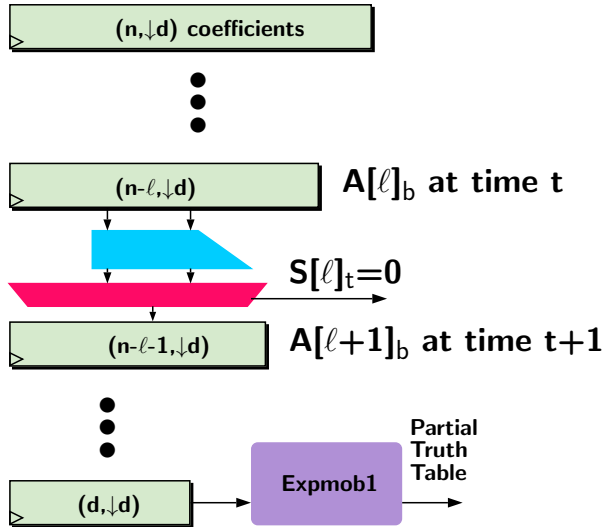 (n,↓d) coefficients
(n-ℓ,↓d)
A[ℓ]b at time t
S[ℓ]t=0
(n-ℓ-1,↓d)
A[ℓ+1]b at time t+1
Partial
Truth
Table
Expmob1
(d,↓d)